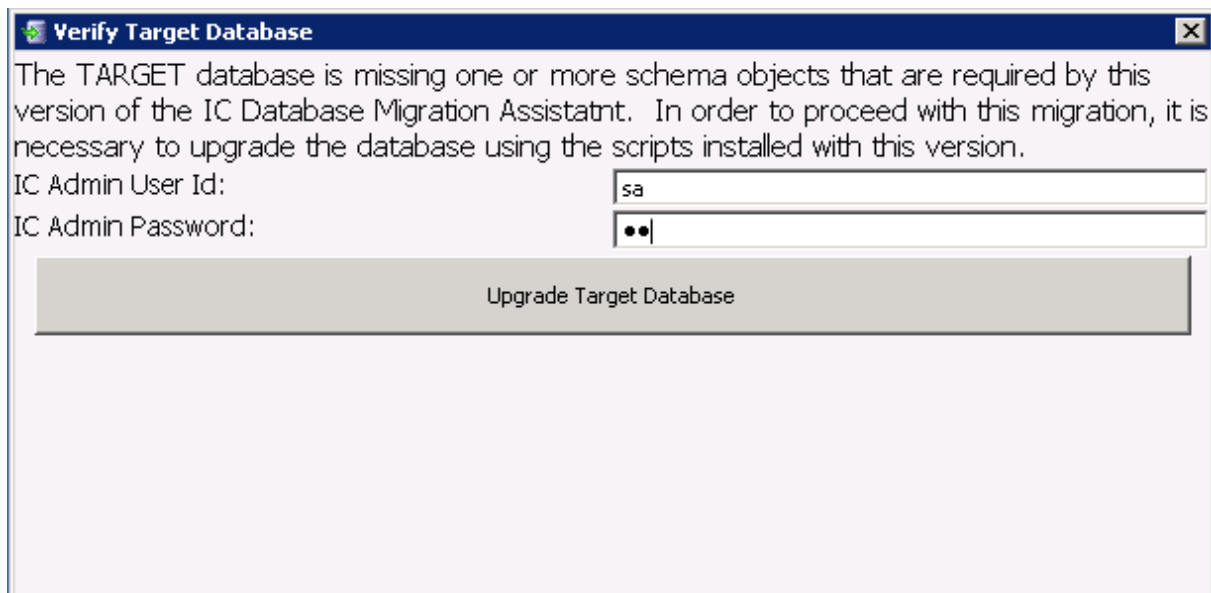 Verify Target Database
The TARGET database is missing one or more schema objects that are required by this
version of the IC Database Migration Assistatnt. In order to proceed with this migration, it is
necessary to upgrade the database using the scripts installed with this version.
IC Admin User Id:
sa
IC Admin Password:
●●
Upgrade Target Database